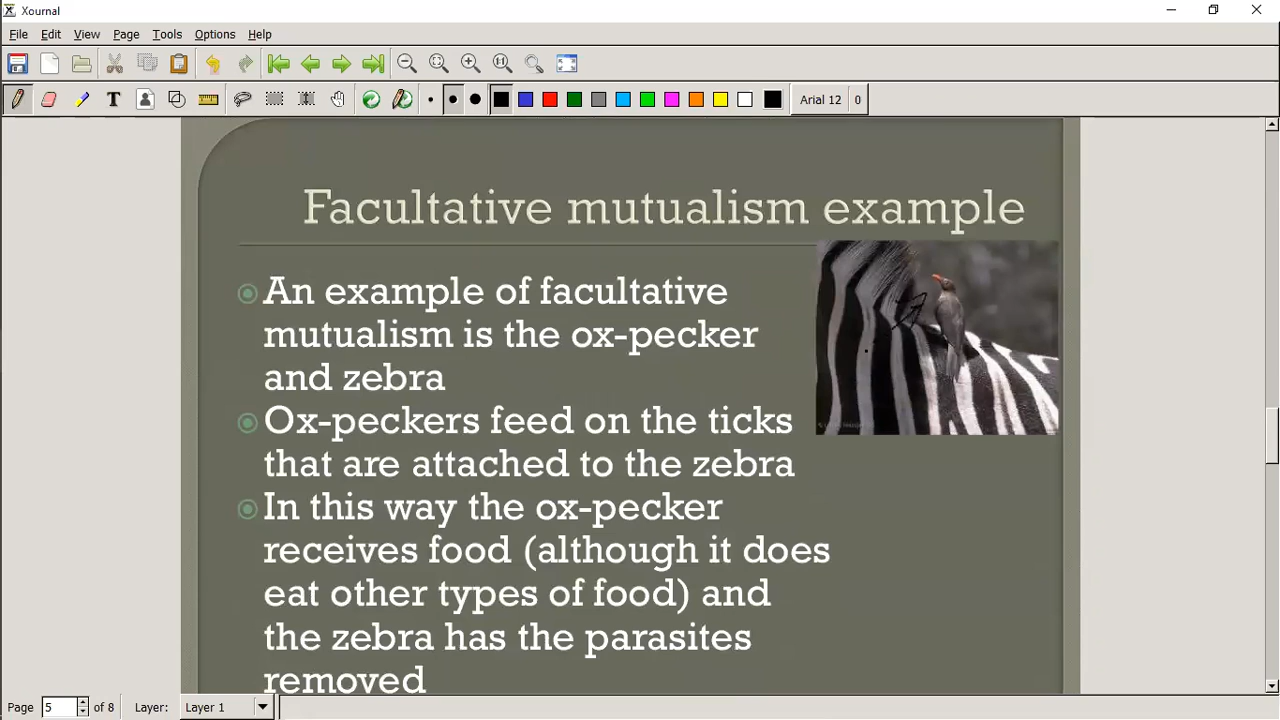 Xournal
File Edit View Page Tools Options Help
Arial 12 0
Facultative mutualism example
An example of facultative
mutualism is the ox-pecker
and zebra
Ox-peckers feed on the ticks
that are attached to the zebra
In this way the ox-pecker
receives food (although it does
eat other types of food) and
the zebra has the parasites
removed
Page 5 of 8 Layer: Layer 1